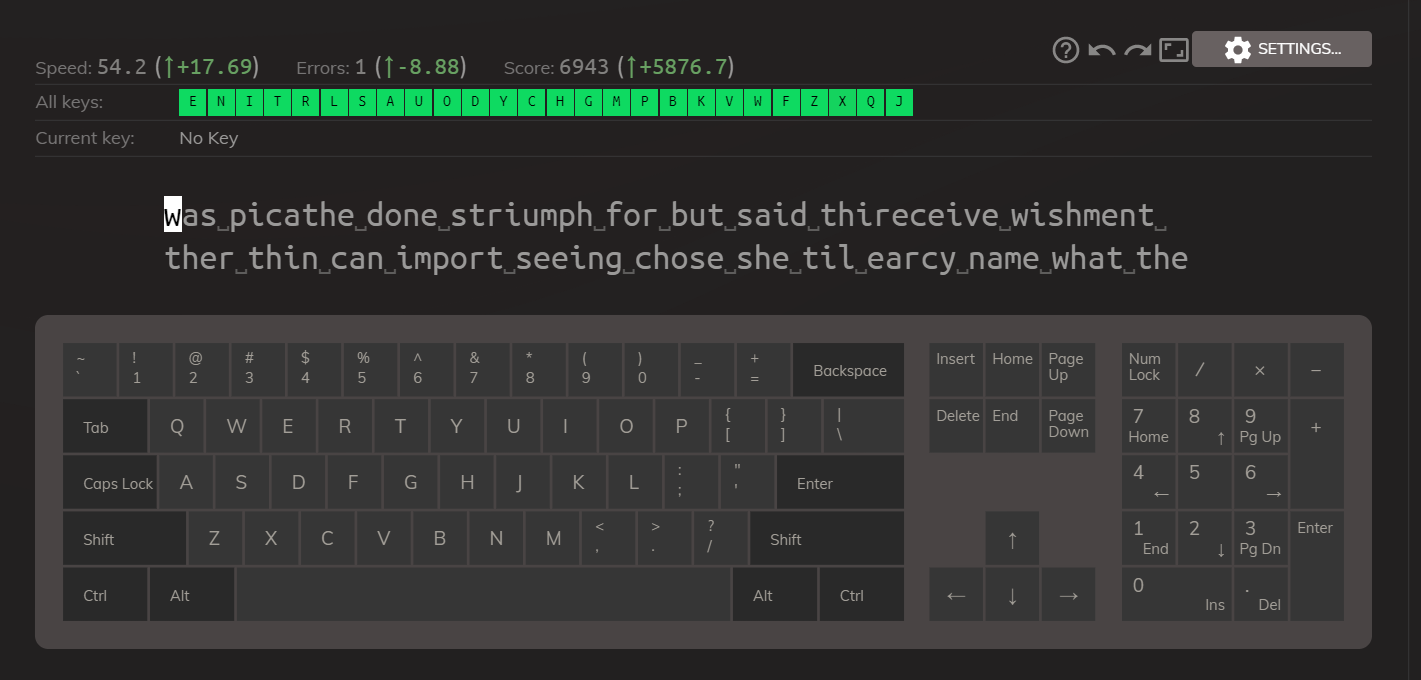 Speed: 54.2 (↑+17.69) Errors: 1 (↑-8.88) Score: 6943 (↑+5876.7)
SETTINGS...
All keys: E N I T R L S A U O D Y C H G M P B K V W F Z X Q J
Current key: No Key
was␣picathe␣done␣striumph␣for␣but␣said␣thireceive␣wishment␣
ther␣thin␣can␣import␣seeing␣chose␣she␣til␣earcy␣name␣what␣the
~ ! @ # $ % ^ & * ( ) _ +
` 1 2 3 4 5 6 7 8 9 0 - = Backspace
Insert Home Page Up
Num Lock / × −
Tab Q W E R T Y U I O P { [ } ] | \
Delete End Page Down
7 Home 8 ↑ 9 Pg Up +
Caps Lock A S D F G H J K L : ; " ' Enter
4 ← 5 6 →
Shift Z X C V B N M < , > . ? / Shift
↑
1 End 2 ↓ 3 Pg Dn Enter
Ctrl Alt Alt Ctrl
← ↓ →
0 Ins . Del